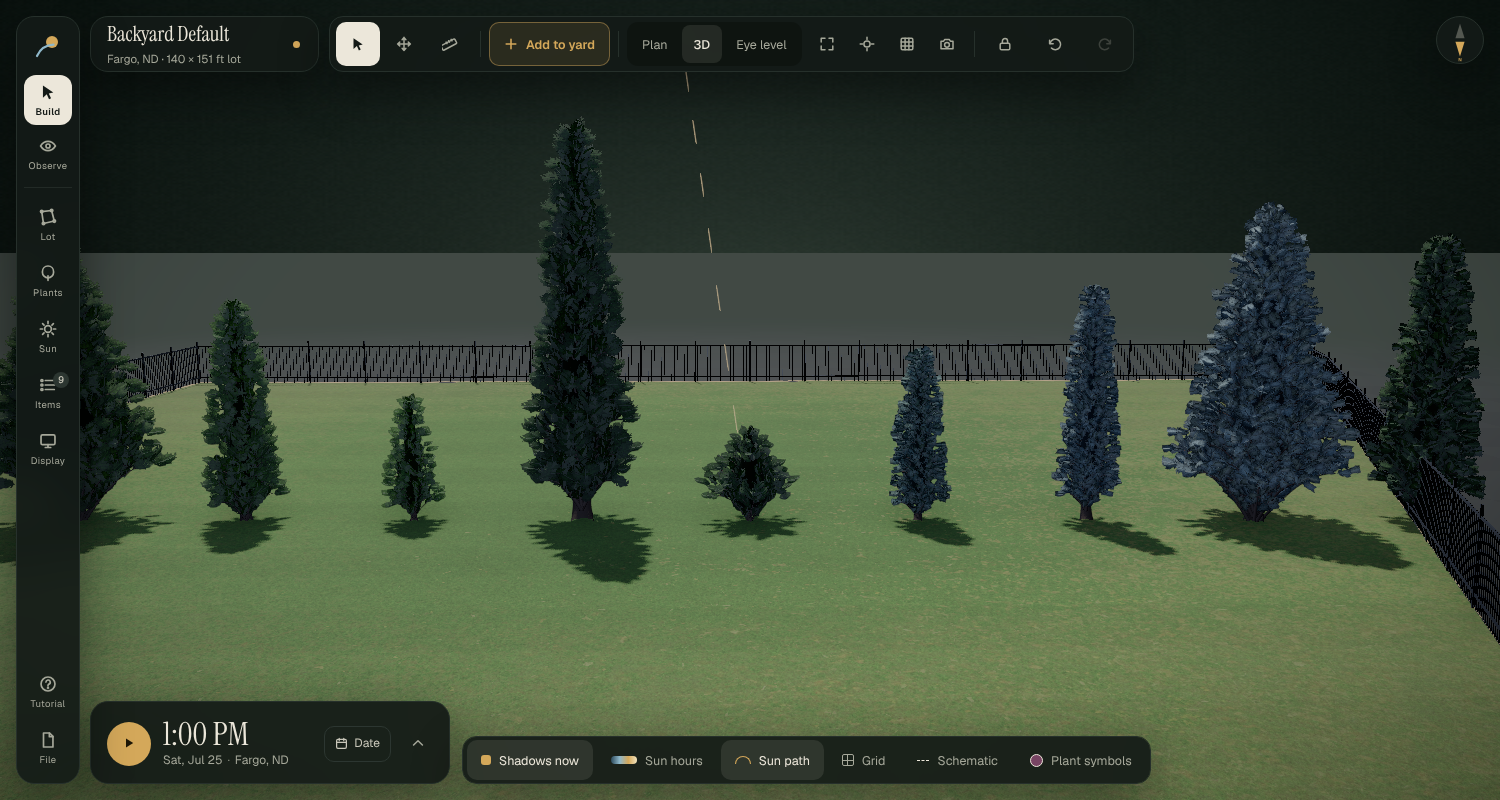 Backyard Default
Fargo, ND · 140 × 151 ft lot
Add to yard
Plan
3D
Eye level
N
Build
Observe
Lot
Plants
Sun
9
Items
Display
Tutorial
File
1:00 PM
Sat, Jul 25 · Fargo, ND
Date
Shadows now
Sun hours
Sun path
Grid
Schematic
Plant symbols